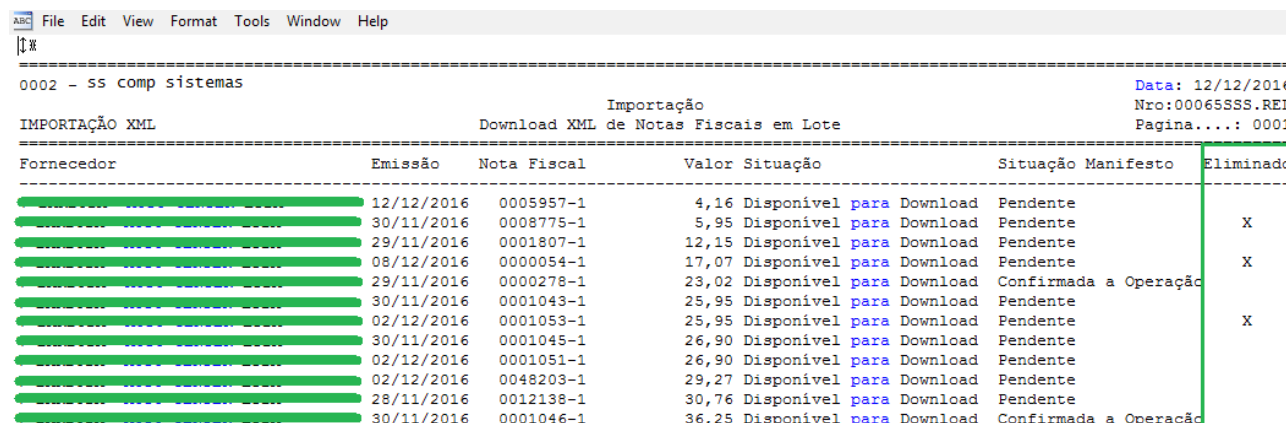 ABC File Edit View Format Tools Window Help
0002 - ss comp sistemas Data: 12/12/2016
Importação Nro:00065SSS.REL
IMPORTAÇÃO XML Download XML de Notas Fiscais em Lote Pagina....: 0001
Fornecedor Emissão Nota Fiscal Valor Situação Situação Manifesto Eliminado
12/12/2016 0005957-1 4,16 Disponível para Download Pendente
30/11/2016 0008775-1 5,95 Disponível para Download Pendente X
29/11/2016 0001807-1 12,15 Disponível para Download Pendente
08/12/2016 0000054-1 17,07 Disponível para Download Pendente X
29/11/2016 0000278-1 23,02 Disponível para Download Confirmada a Operação
30/11/2016 0001043-1 25,95 Disponível para Download Pendente
02/12/2016 0001053-1 25,95 Disponível para Download Pendente X
30/11/2016 0001045-1 26,90 Disponível para Download Pendente
02/12/2016 0001051-1 26,90 Disponível para Download Pendente
02/12/2016 0048203-1 29,27 Disponível para Download Pendente
28/11/2016 0012138-1 30,76 Disponível para Download Pendente
30/11/2016 0001046-1 36,25 Disponível para Download Confirmada a Operação